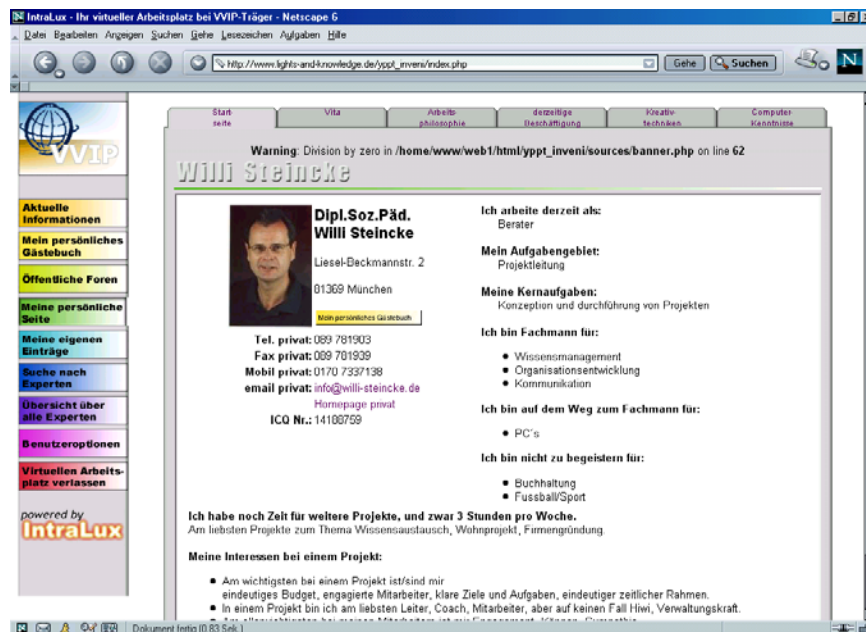 IntraLux - Ihr virtueller Arbeitsplatz bei VVIP-Träger - Netscape 6
Datei Bearbeiten Anzeigen Suchen Gehe Lesezeichen Aufgaben Hilfe
http://www.lights-and-knowledge.de/yppt_inveni/index.php Gehe Suchen N
VVIP
Start-
seite
Vita
Arbeits
philosophie
derzeitige
Beschäftigung
Kreativ-
techniken
Computer-
Kenntnisse
Warning: Division by zero in /home/www/web1/html/yppt_inveni/sources/banner.php on line 62
Willi Steincke
Aktuelle
Informationen
Mein persönliches
Gästebuch
Öffentliche Foren
Meine persönliche
Seite
Meine eigenen
Einträge
Suche nach
Experten
Übersicht über
alle Experten
Benutzeroptionen
Virtuellen Arbeits-
platz verlassen
powered by
IntraLux
Dipl.Soz.Päd.
Willi Steincke
Liesel-Beckmannstr. 2
81369 München
Mein persönliches Gästebuch
Tel. privat: 089 781903
Fax privat: 089 781939
Mobil privat: 0170 7337138
email privat: info@willi-steincke.de
Homepage privat
ICQ Nr.: 14108759
Ich arbeite derzeit als:
Berater
Mein Aufgabengebiet:
Projektleitung
Meine Kernaufgaben:
Konzeption und durchführung von Projekten
Ich bin Fachmann für:
Wissensmanagement
Organisationsentwicklung
Kommunikation
Ich bin auf dem Weg zum Fachmann für:
PC´s
Ich bin nicht zu begeistern für:
Buchhaltung
Fussball/Sport
Ich habe noch Zeit für weitere Projekte, und zwar 3 Stunden pro Woche.
Am liebsten Projekte zum Thema Wissensaustausch, Wohnprojekt, Firmengründung.
Meine Interessen bei einem Projekt:
Am wichtigsten bei einem Projekt ist/sind mir
eindeutiges Budget, engagierte Mitarbeiter, klare Ziele und Aufgaben, eindeutiger zeitlicher Rahmen.
In einem Projekt bin ich am liebsten Leiter, Coach, Mitarbeiter, aber auf keinen Fall Hiwi, Verwaltungskraft.
Am allerwichtigsten bei meinen Mitarbeitern ist mir Engagement, Können, Sympathie
Dokument fertig (0.83 Sek.)